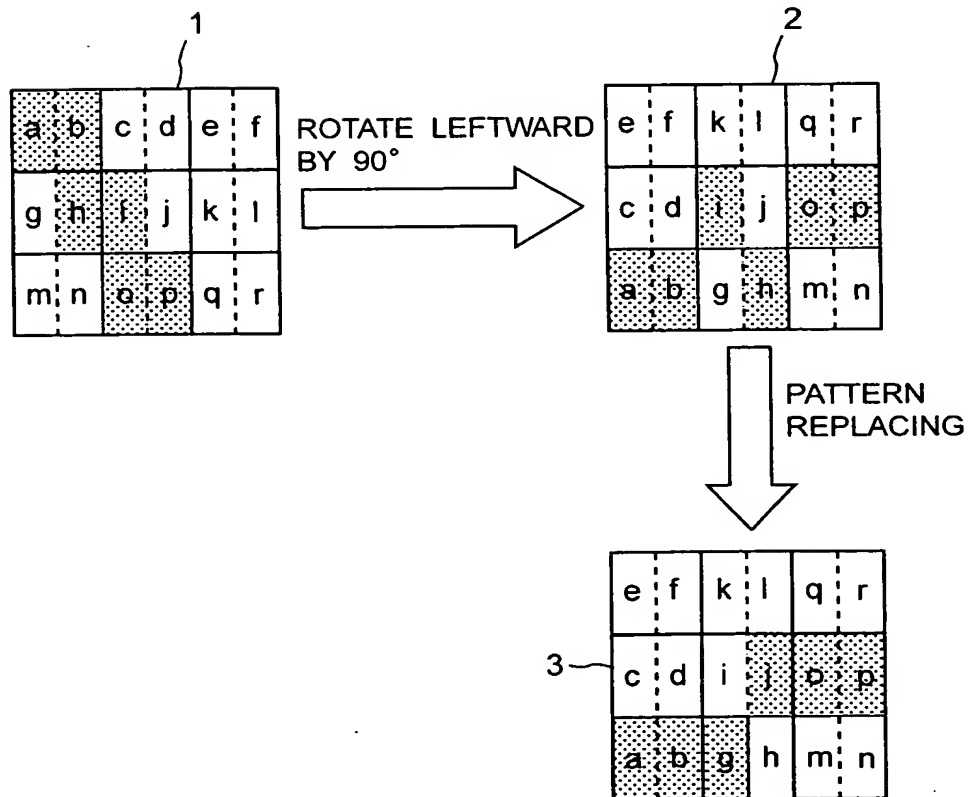 1
2
a b c d e f
g h i j k l
m n o p q r
ROTATE LEFTWARD
BY 90°
e f k l q r
c d i j o p
a b g h m n
PATTERN
REPLACING
3
e f k l q r
c d i j o p
a b g h m n